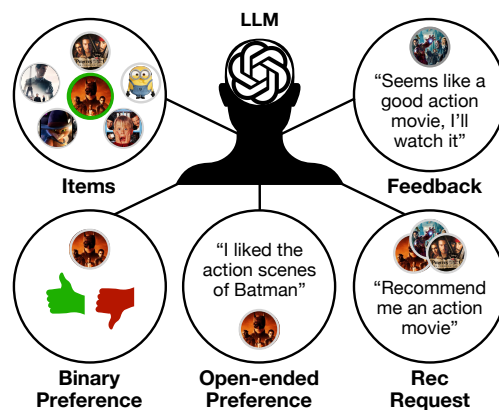 LLM
Items
“Seems like a
good action
movie, I’ll
watch it”
Feedback
Binary
Preference
“I liked the
action scenes
of Batman”
Open-ended
Preference
“Recommend
me an action
movie”
Rec
Request